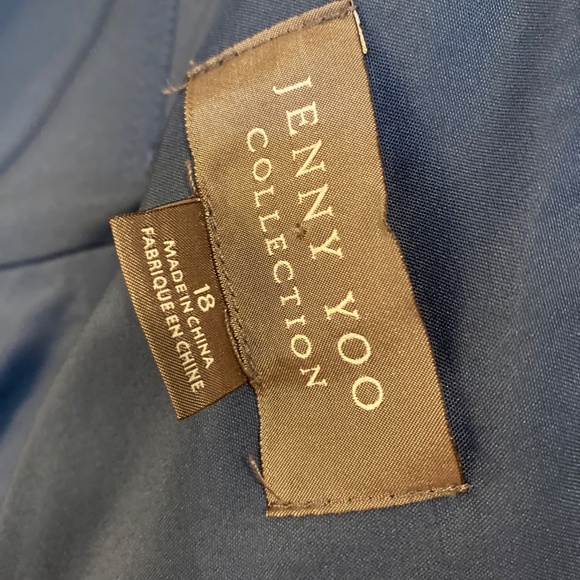 JENNY YOO
COLLECTION
18
MADE IN CHINA
FABRIQUE EN CHINE